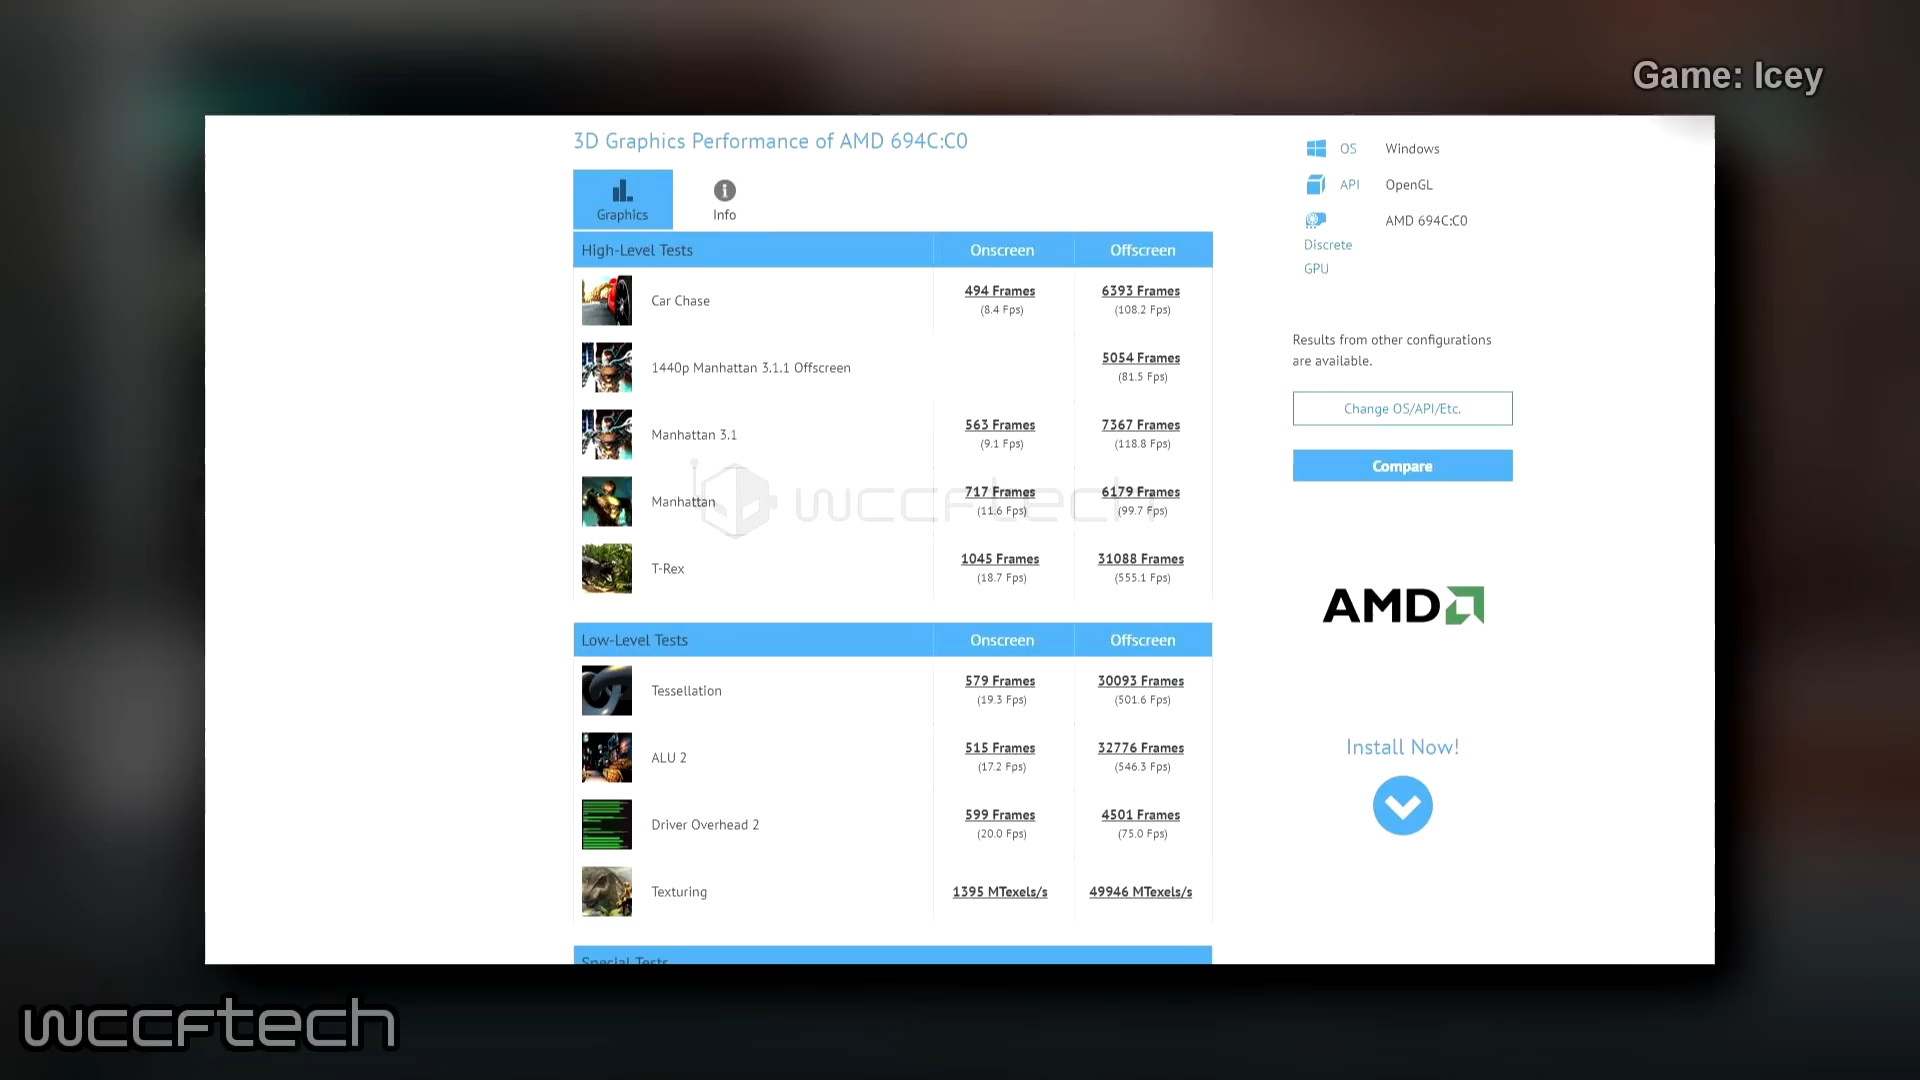 Game: Icey
3D Graphics Performance of AMD 694C:C0
Graphics
Info
High-Level Tests Onscreen Offscreen
Car Chase 494 Frames 6393 Frames
(8.4 Fps) (108.2 Fps)
1440p Manhattan 3.1.1 Offscreen 5054 Frames
(81.5 Fps)
Manhattan 3.1 563 Frames 7367 Frames
(9.1 Fps) (118.8 Fps)
Manhattan 717 Frames 6179 Frames
(11.6 Fps) (99.7 Fps)
wccftech
T-Rex 1045 Frames 31088 Frames
(18.7 Fps) (555.1 Fps)
Low-Level Tests Onscreen Offscreen
Tessellation 579 Frames 30093 Frames
(19.3 Fps) (501.6 Fps)
ALU 2 515 Frames 32776 Frames
(17.2 Fps) (546.3 Fps)
Driver Overhead 2 599 Frames 4501 Frames
(20.0 Fps) (75.0 Fps)
Texturing 1395 MTexels/s 49946 MTexels/s
Special Tests
OS Windows
API OpenGL
AMD 694C:C0
Discrete
GPU
Results from other configurations
are available.
Change OS/API/Etc.
Compare
AMD
Install Now!
wccftech